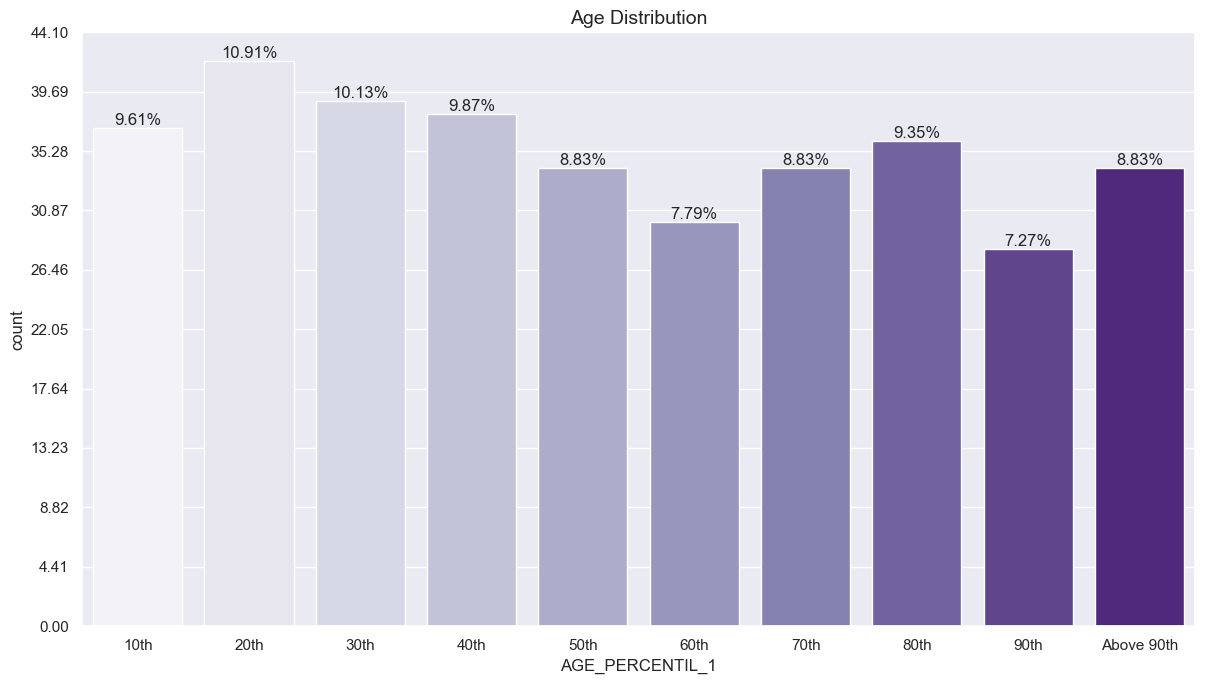 Age Distribution
44.10
39.69
35.28
30.87
26.46
22.05
17.64
13.23
8.82
4.41
0.00
count
9.61%
10.91%
10.13%
9.87%
8.83%
7.79%
8.83%
9.35%
7.27%
8.83%
10th
20th
30th
40th
50th
60th
70th
80th
90th
Above 90th
AGE_PERCENTIL_1